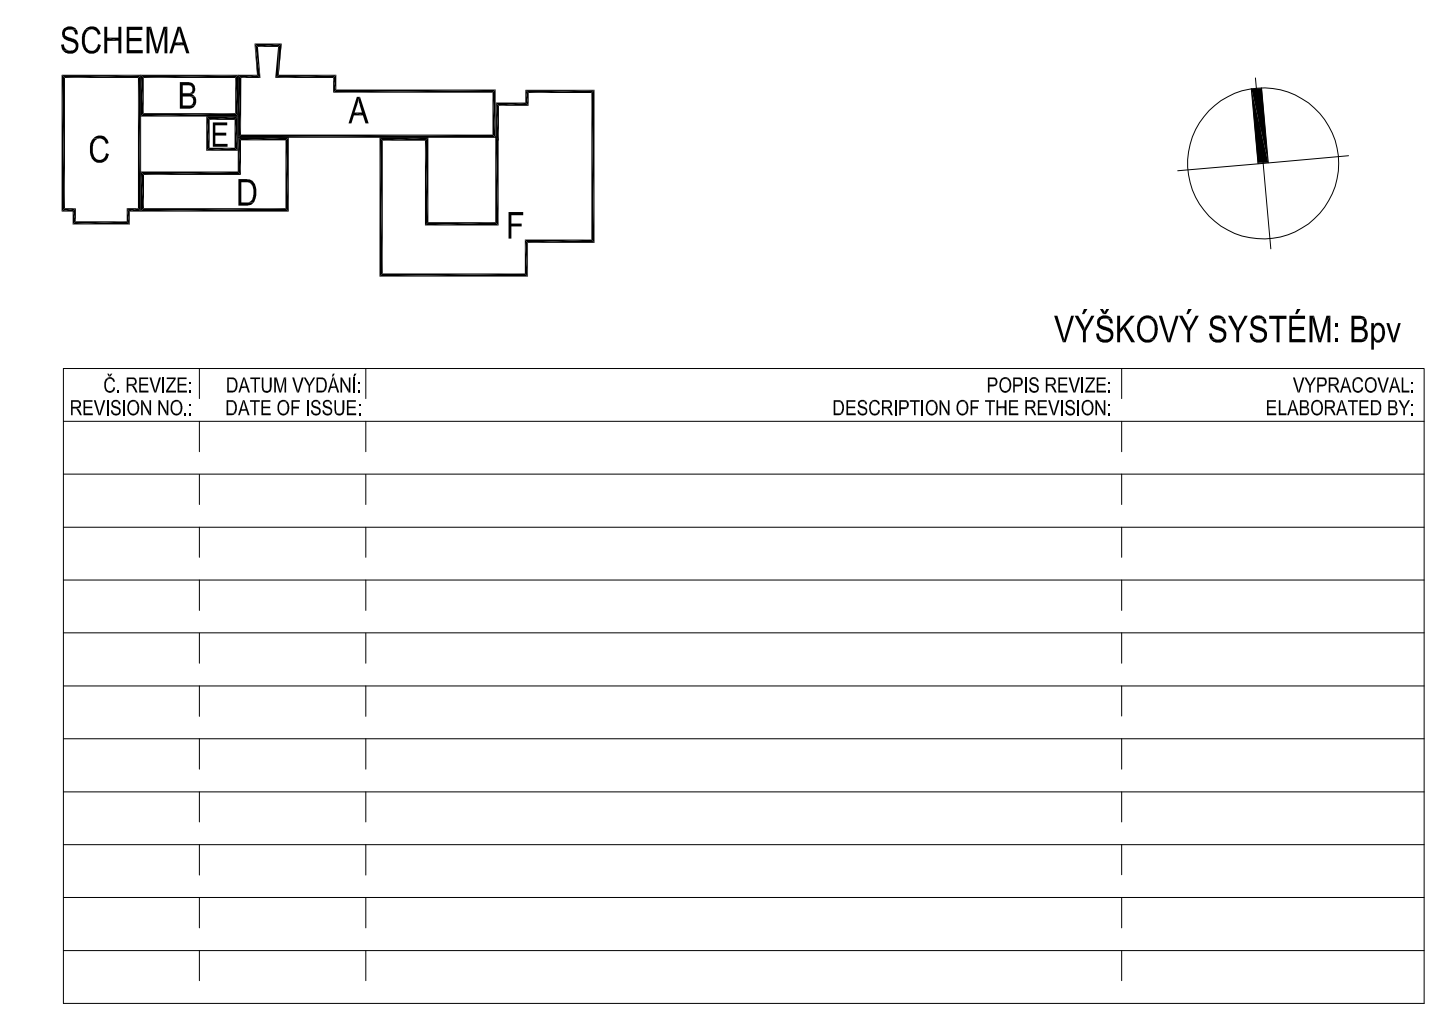 SCHEMA
B
A
E
C
D
F
VÝŠKOVÝ SYSTÉM: Bpv
Č. REVIZE: DATUM VYDÁNÍ: POPIS REVIZE: VYPRACOVAL:
REVISION NO.: DATE OF ISSUE: DESCRIPTION OF THE REVISION: ELABORATED BY: